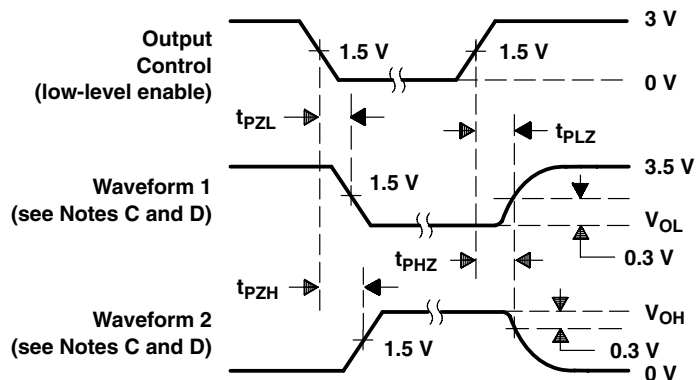 Output
Control
(low-level enable)
1.5 V
1.5 V
3 V
0 V
tPZL
tPLZ
Waveform 1
(see Notes C and D)
1.5 V
3.5 V
VOL
0.3 V
tPHZ
tPZH
Waveform 2
(see Notes C and D)
1.5 V
VOH
0.3 V
0 V